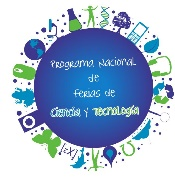 Programa Nacional
de
Ferias de
Ciencia y Tecnología